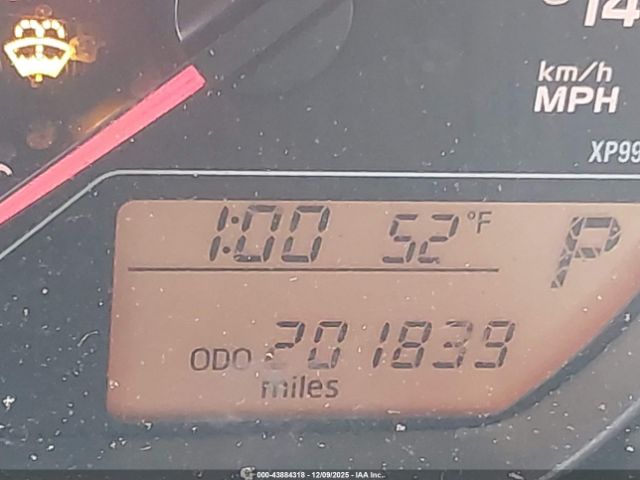 14
km/h
MPH
XP99
1:00 52°F P
ODO 201839
miles
000-43884318 - 12/09/2025 - IAA Inc.